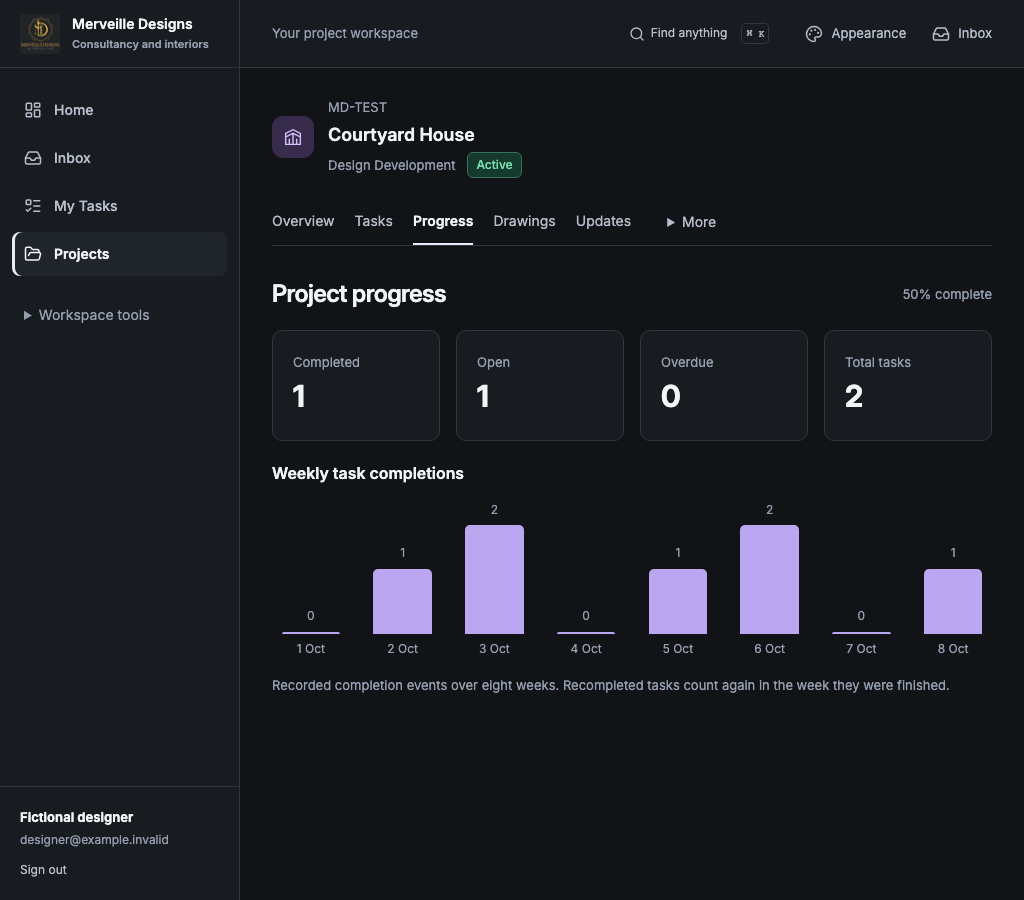 Merveille Designs
Consultancy and interiors
Your project workspace
Find anything
⌘ K
Appearance
Inbox
Home
Inbox
My Tasks
Projects
Workspace tools
MD-TEST
Courtyard House
Design Development
Active
Overview
Tasks
Progress
Drawings
Updates
More
Project progress
50% complete
Completed
1
Open
1
Overdue
0
Total tasks
2
Weekly task completions
0
1
2
0
1
2
0
1
1 Oct
2 Oct
3 Oct
4 Oct
5 Oct
6 Oct
7 Oct
8 Oct
Recorded completion events over eight weeks. Recompleted tasks count again in the week they were finished.
Fictional designer
designer@example.invalid
Sign out